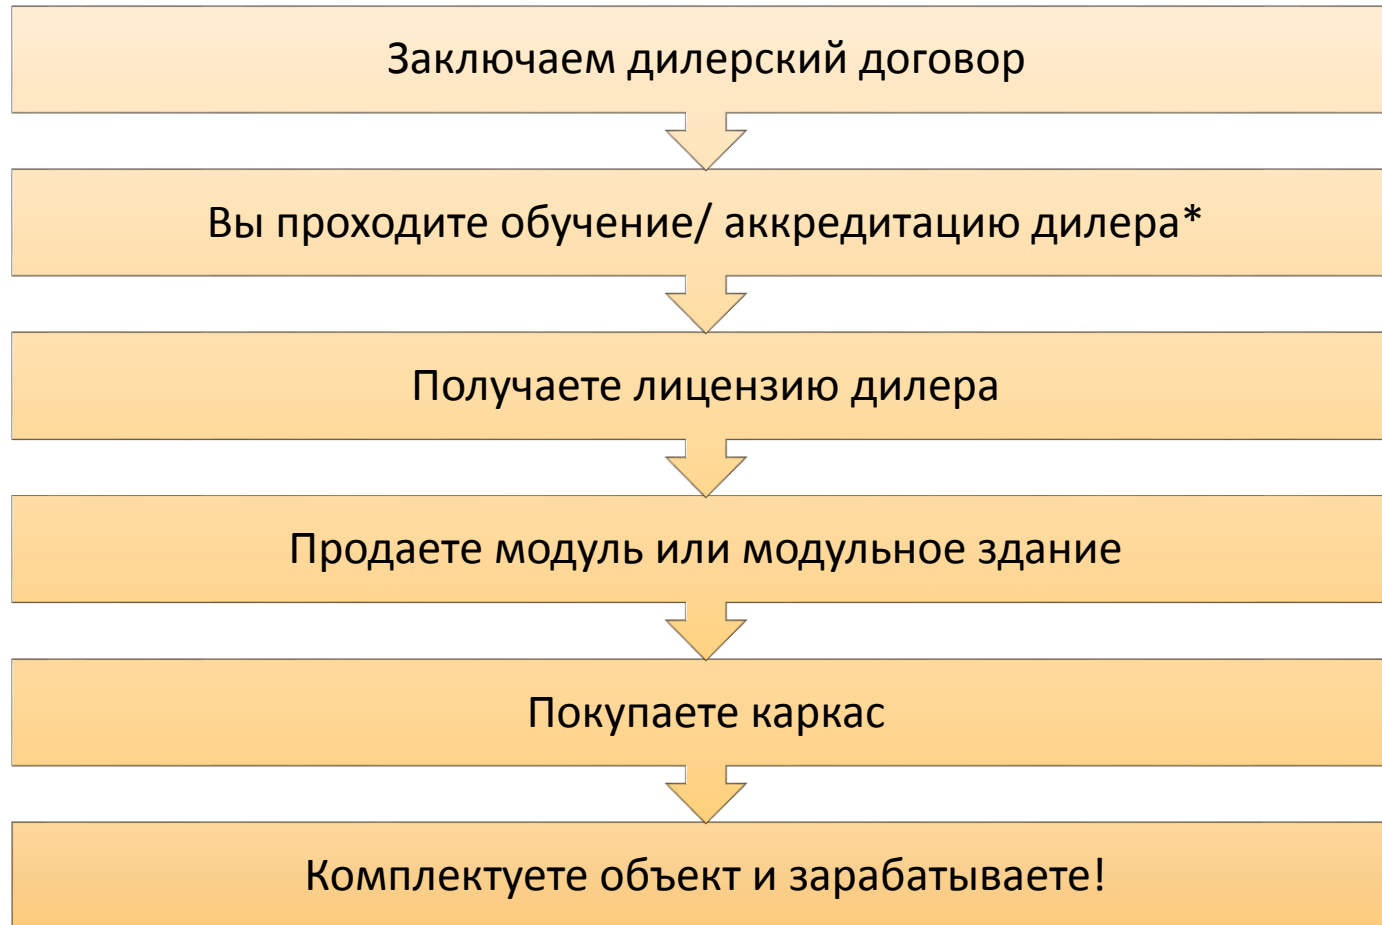 Заключаем дилерский договор
Вы проходите обучение/ аккредитацию дилера*
Получаете лицензию дилера
Продаете модуль или модульное здание
Покупаете каркас
Комплектуете объект и зарабатываете!